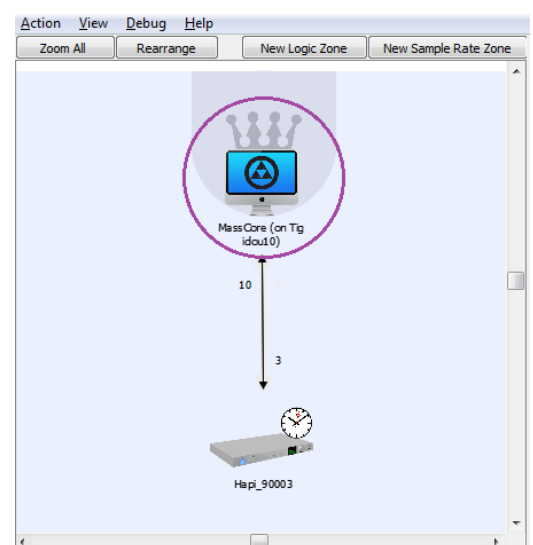 Action View Debug Help
Zoom All Rearrange New Logic Zone New Sample Rate Zone
MassCore (on Tig
idou10)
10
3
Hapi_90003